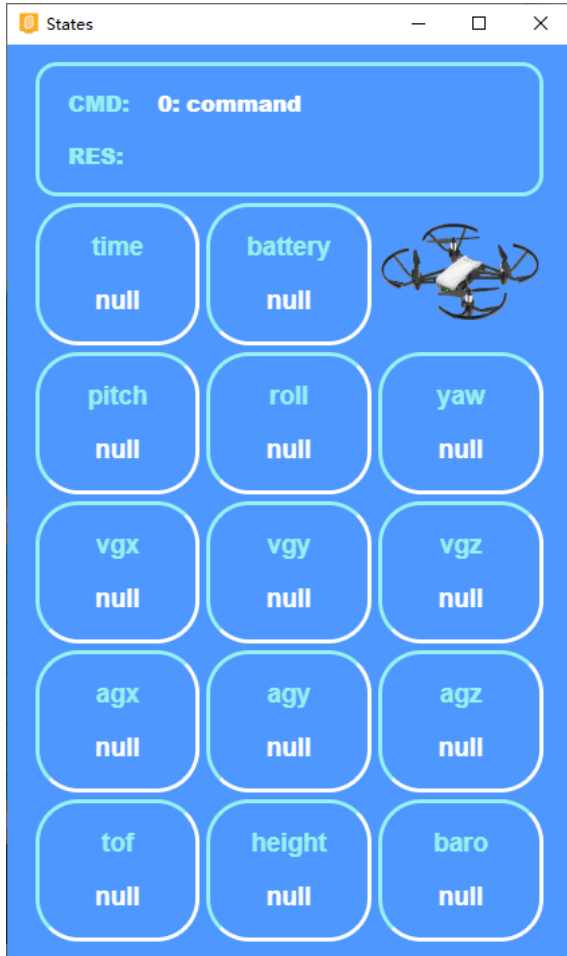 States
CMD: 0: command
RES:
time battery
null null
pitch roll yaw
null null null
vgx vgy vgz
null null null
agx agy agz
null null null
tof height baro
null null null